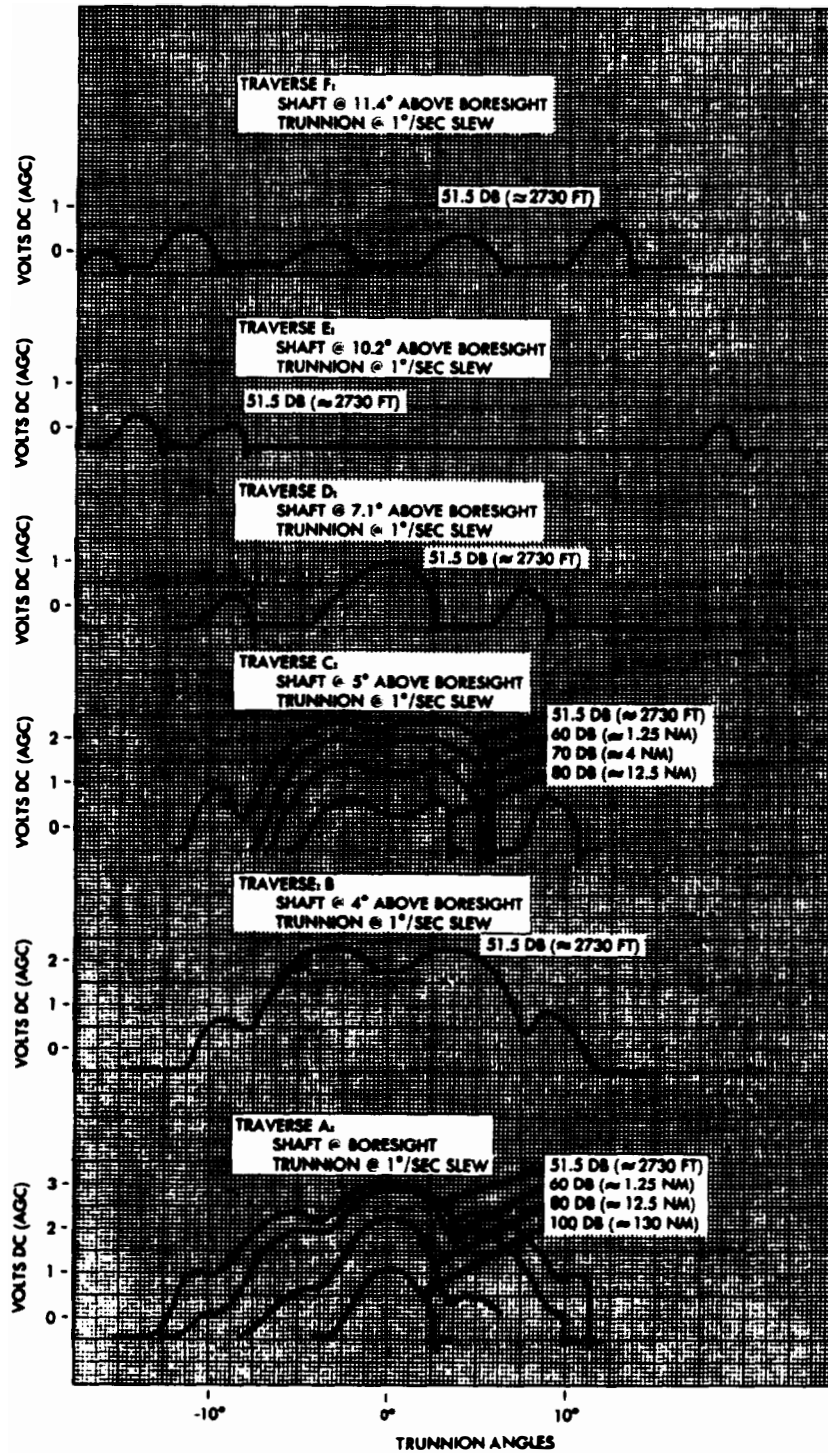 TRAVERSE F:
SHAFT @ 11.4° ABOVE BORESIGHT
TRUNNION @ 1°/SEC SLEW
VOLTS DC (AGC)
1
0
51.5 DB (≈ 2730 FT)
TRAVERSE E:
SHAFT @ 10.2° ABOVE BORESIGHT
TRUNNION @ 1°/SEC SLEW
VOLTS DC (AGC)
1
0
51.5 DB (≈ 2730 FT)
TRAVERSE D:
SHAFT @ 7.1° ABOVE BORESIGHT
TRUNNION @ 1°/SEC SLEW
VOLTS DC (AGC)
1
0
51.5 DB (≈ 2730 FT)
TRAVERSE C:
SHAFT @ 5° ABOVE BORESIGHT
TRUNNION @ 1°/SEC SLEW
VOLTS DC (AGC)
2
1
0
51.5 DB (≈ 2730 FT)
60 DB (≈ 1.25 NM)
70 DB (≈ 4 NM)
80 DB (≈ 12.5 NM)
TRAVERSE: B
SHAFT @ 4° ABOVE BORESIGHT
TRUNNION @ 1°/SEC SLEW
VOLTS DC (AGC)
2
1
0
51.5 DB (≈ 2730 FT)
TRAVERSE A:
SHAFT @ BORESIGHT
TRUNNION @ 1°/SEC SLEW
VOLTS DC (AGC)
3
2
1
0
51.5 DB (≈ 2730 FT)
60 DB (≈ 1.25 NM)
80 DB (≈ 12.5 NM)
100 DB (≈ 130 NM)
-10° 0° 10°
TRUNNION ANGLES